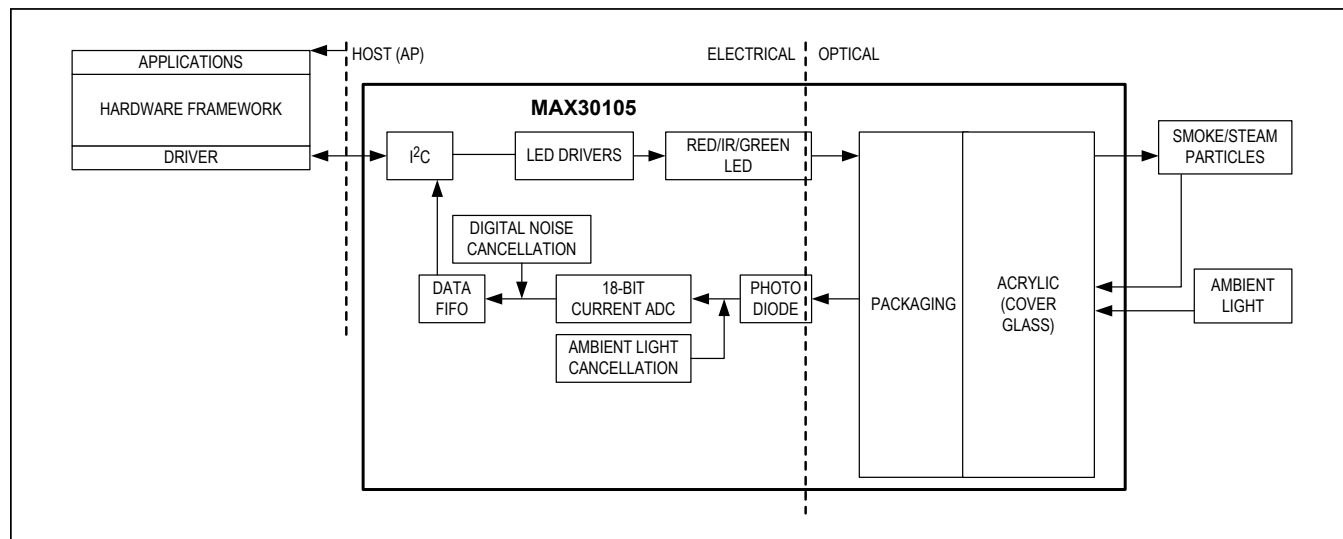 HOST (AP)
ELECTRICAL
OPTICAL
APPLICATIONS
HARDWARE FRAMEWORK
DRIVER
MAX30105
I²C
LED DRIVERS
RED/IR/GREEN
LED
SMOKE/STEAM
PARTICLES
DIGITAL NOISE
CANCELLATION
DATA
FIFO
18-BIT
CURRENT ADC
PHOTO
DIODE
AMBIENT LIGHT
CANCELLATION
PACKAGING
ACRYLIC
(COVER
GLASS)
AMBIENT
LIGHT